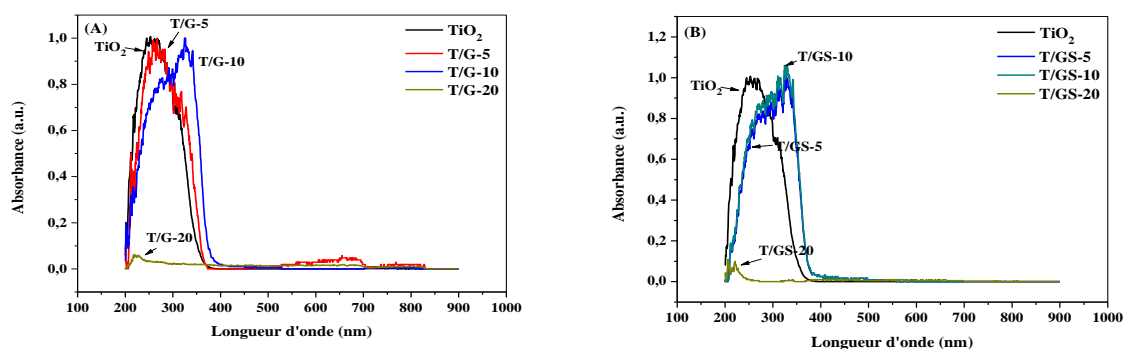 (A)
T/G-5
TiO2
T/G-10
T/G-20
TiO2
T/G-5
T/G-10
T/G-20
1,0
0,8
0,6
0,4
0,2
0,0
Absorbance (a.u.)
100 200 300 400 500 600 700 800 900 1000
Longueur d'onde (nm)
(B)
T/GS-10
TiO2
T/GS-5
T/GS-20
TiO2
T/GS-5
T/GS-10
T/GS-20
1,2
1,0
0,8
0,6
0,4
0,2
0,0
Absorbance (a.u.)
100 200 300 400 500 600 700 800 900 1000
Longueur d'onde (nm)